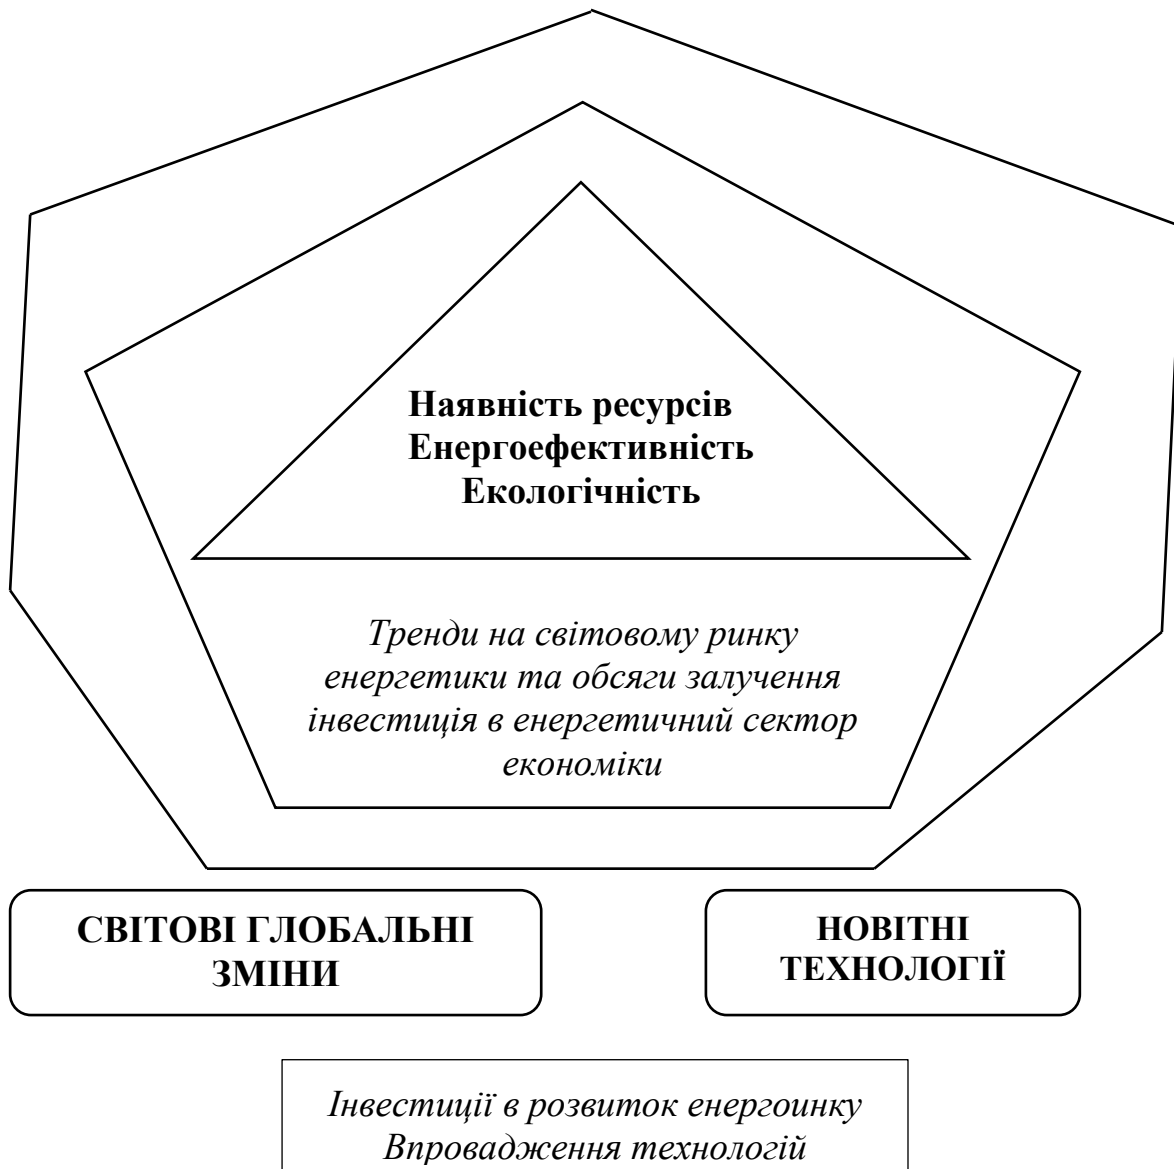 Наявність ресурсів
Енергоефективність
Екологічність
Тренди на світовому ринку
енергетики та обсяги залучення
інвестиція в енергетичний сектор
економіки
СВІТОВІ ГЛОБАЛЬНІ
ЗМІНИ
НОВІТНІ
ТЕХНОЛОГІЇ
Інвестиції в розвиток енергоинку
Впровадження технологій